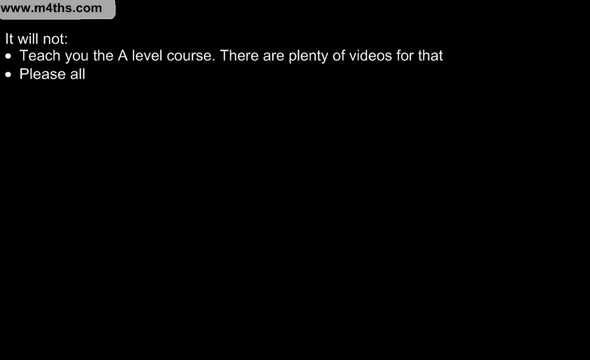 www.m4ths.com
It will not:
• Teach you the A level course. There are plenty of videos for that
• Please all